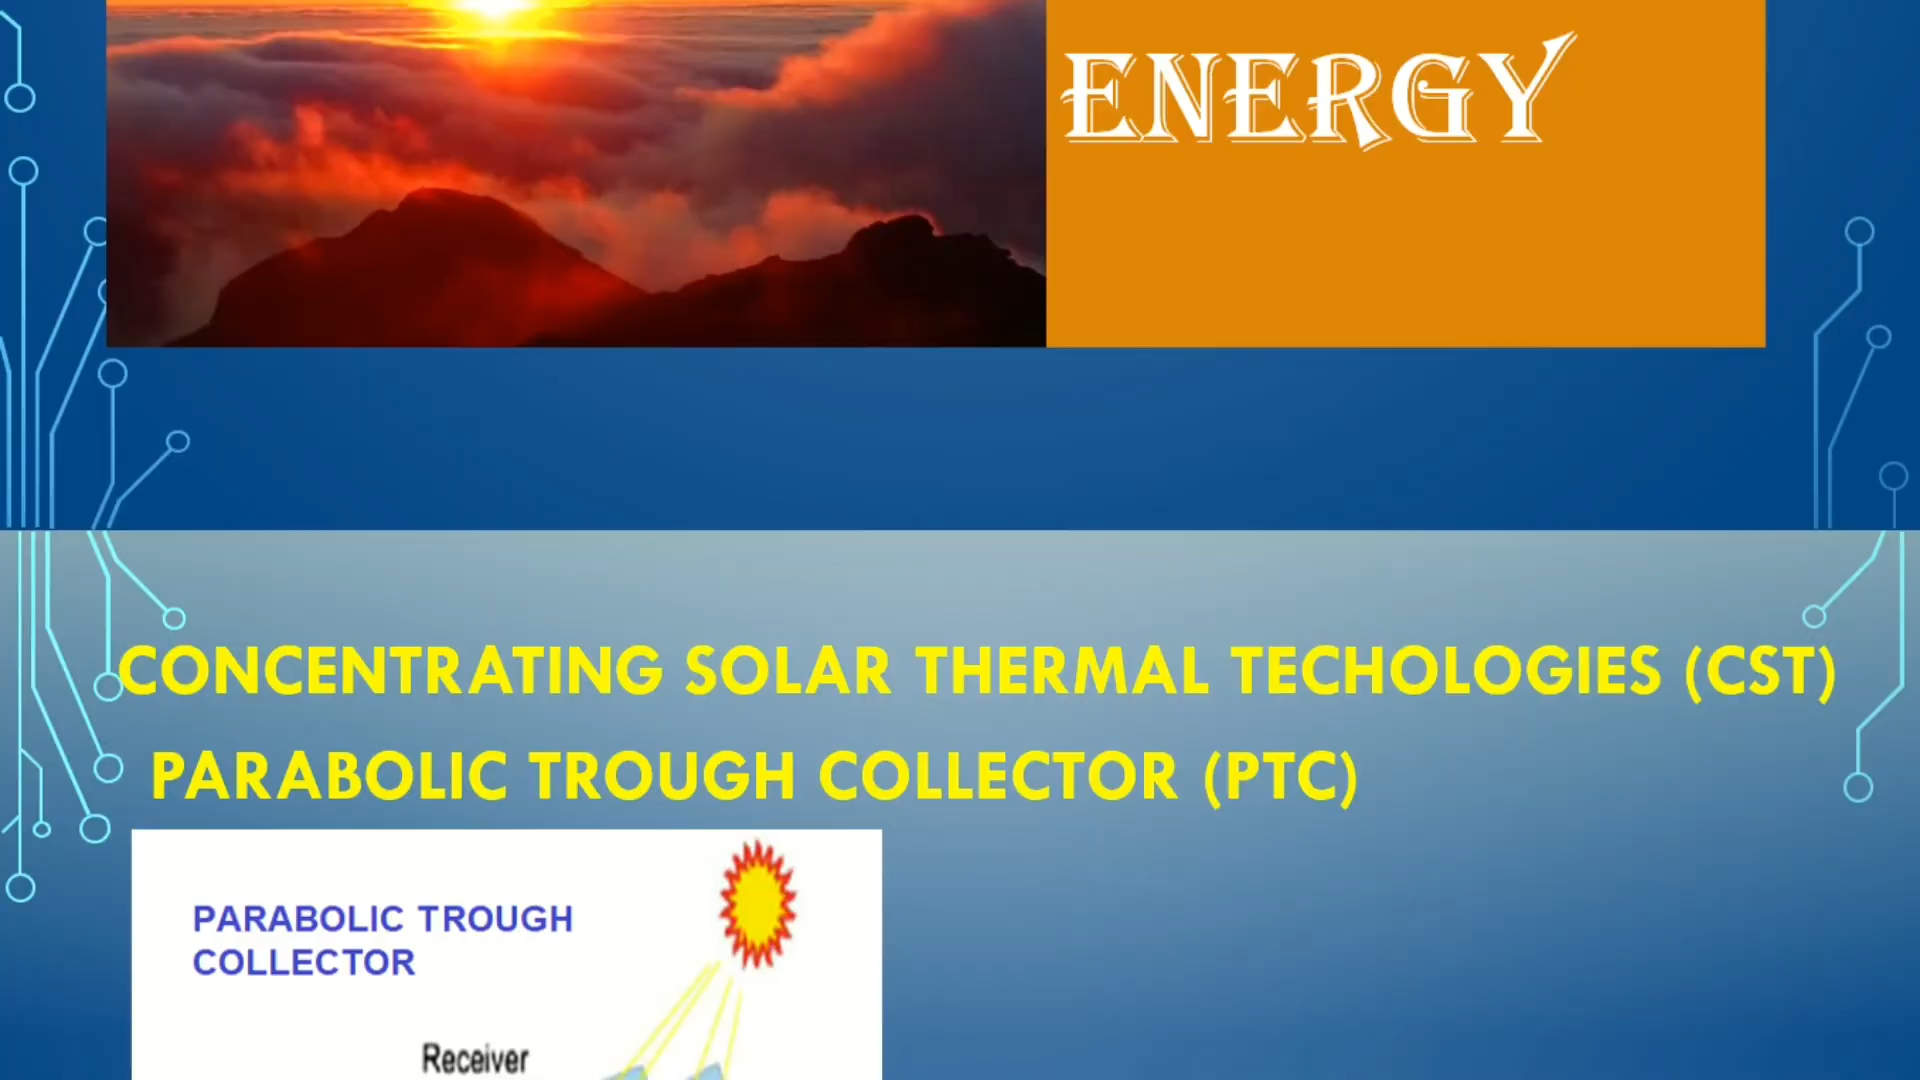 ENERGY
CONCENTRATING SOLAR THERMAL TECHOLOGIES (CST)
PARABOLIC TROUGH COLLECTOR (PTC)
PARABOLIC TROUGH
COLLECTOR
Receiver